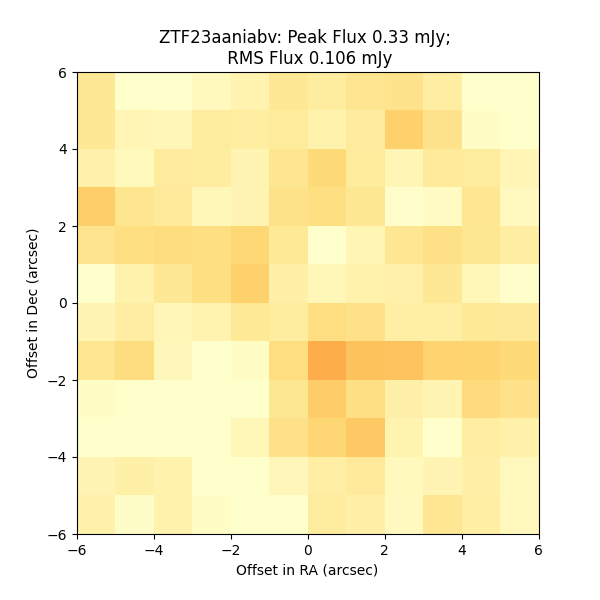 ZTF23aaniabv: Peak Flux 0.33 mJy;
RMS Flux 0.106 mJy
6
4
2
0
−2
−4
−6
Offset in Dec (arcsec)
−6 −4 −2 0 2 4 6
Offset in RA (arcsec)